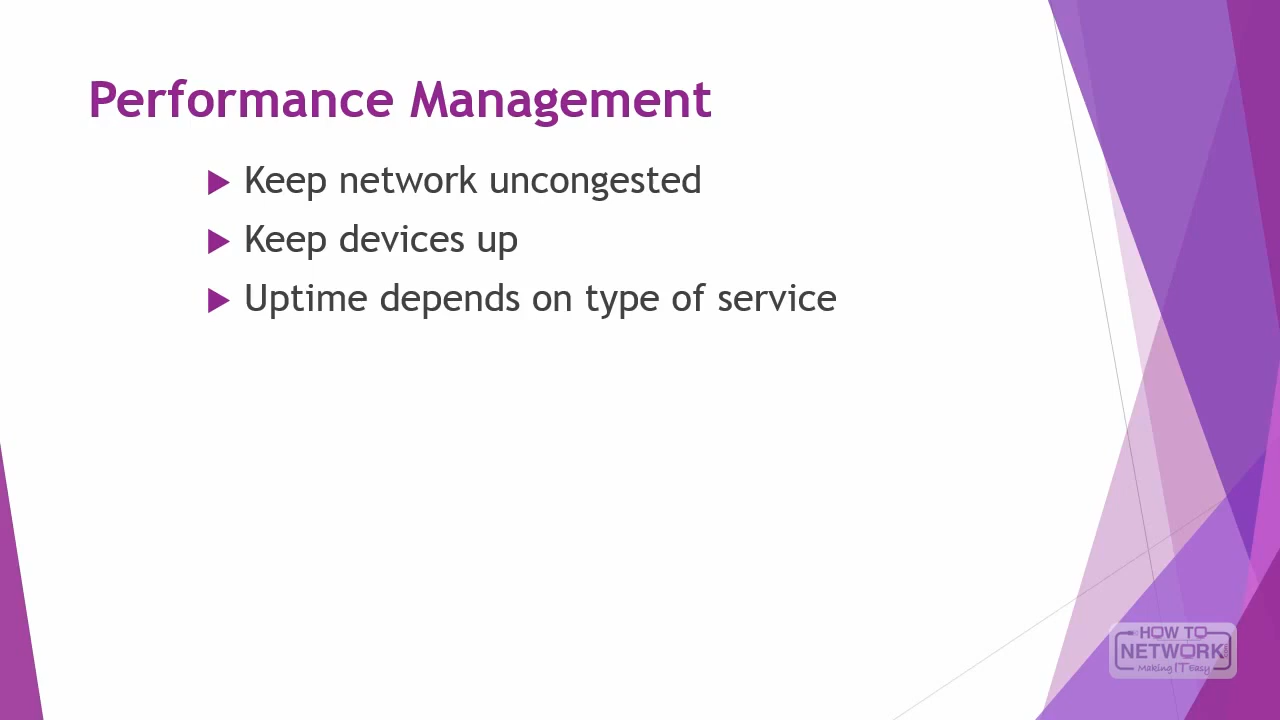 Performance Management
Keep network uncongested
Keep devices up
Uptime depends on type of service
HOW TO
NETWORK
Making IT Easy